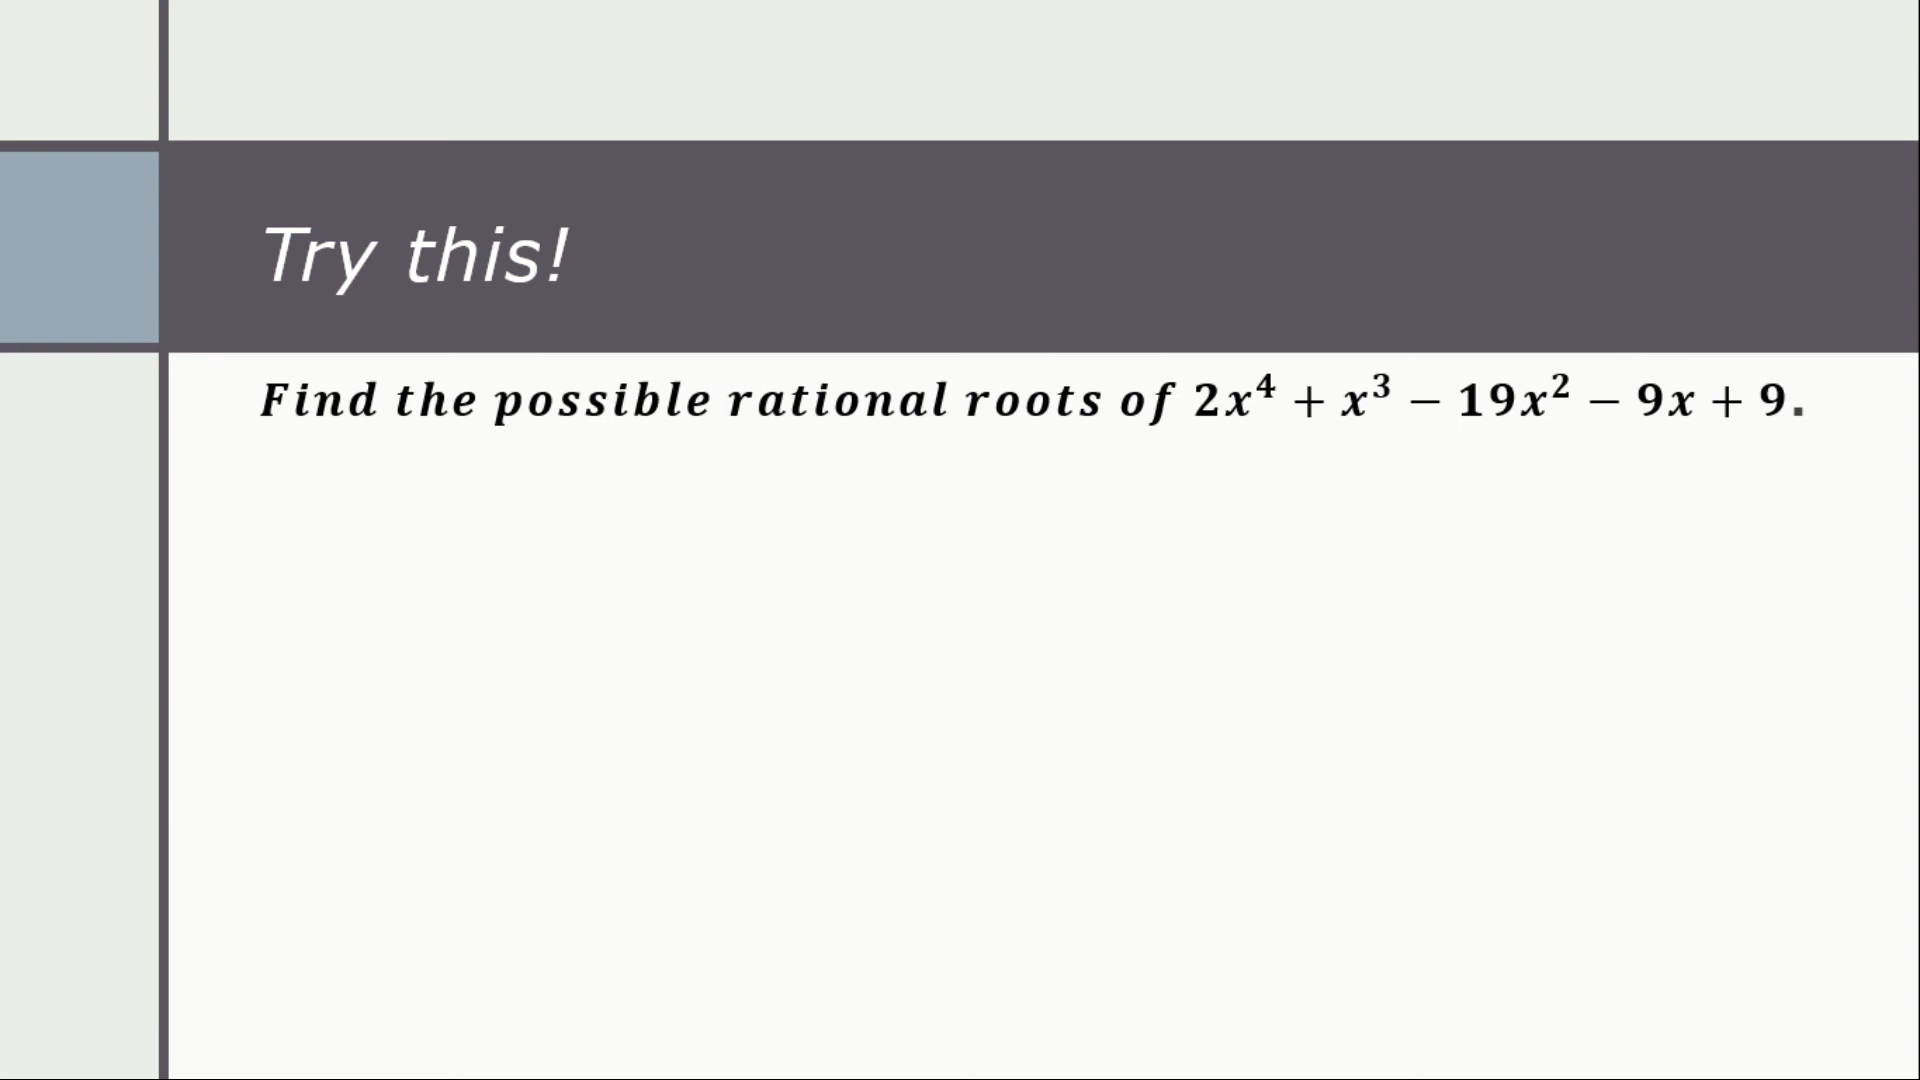 Try this!
Find the possible rational roots of 2x⁴ + x³ − 19x² − 9x + 9.